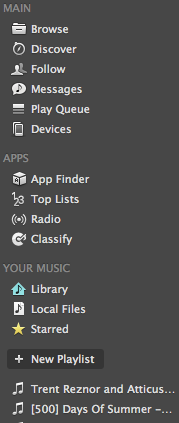 MAIN
Browse
Discover
Follow
Messages
Play Queue
Devices
APPS
App Finder
Top Lists
Radio
Classify
YOUR MUSIC
Library
Local Files
Starred
+ New Playlist
Trent Reznor and Atticus...
[500] Days Of Summer –...